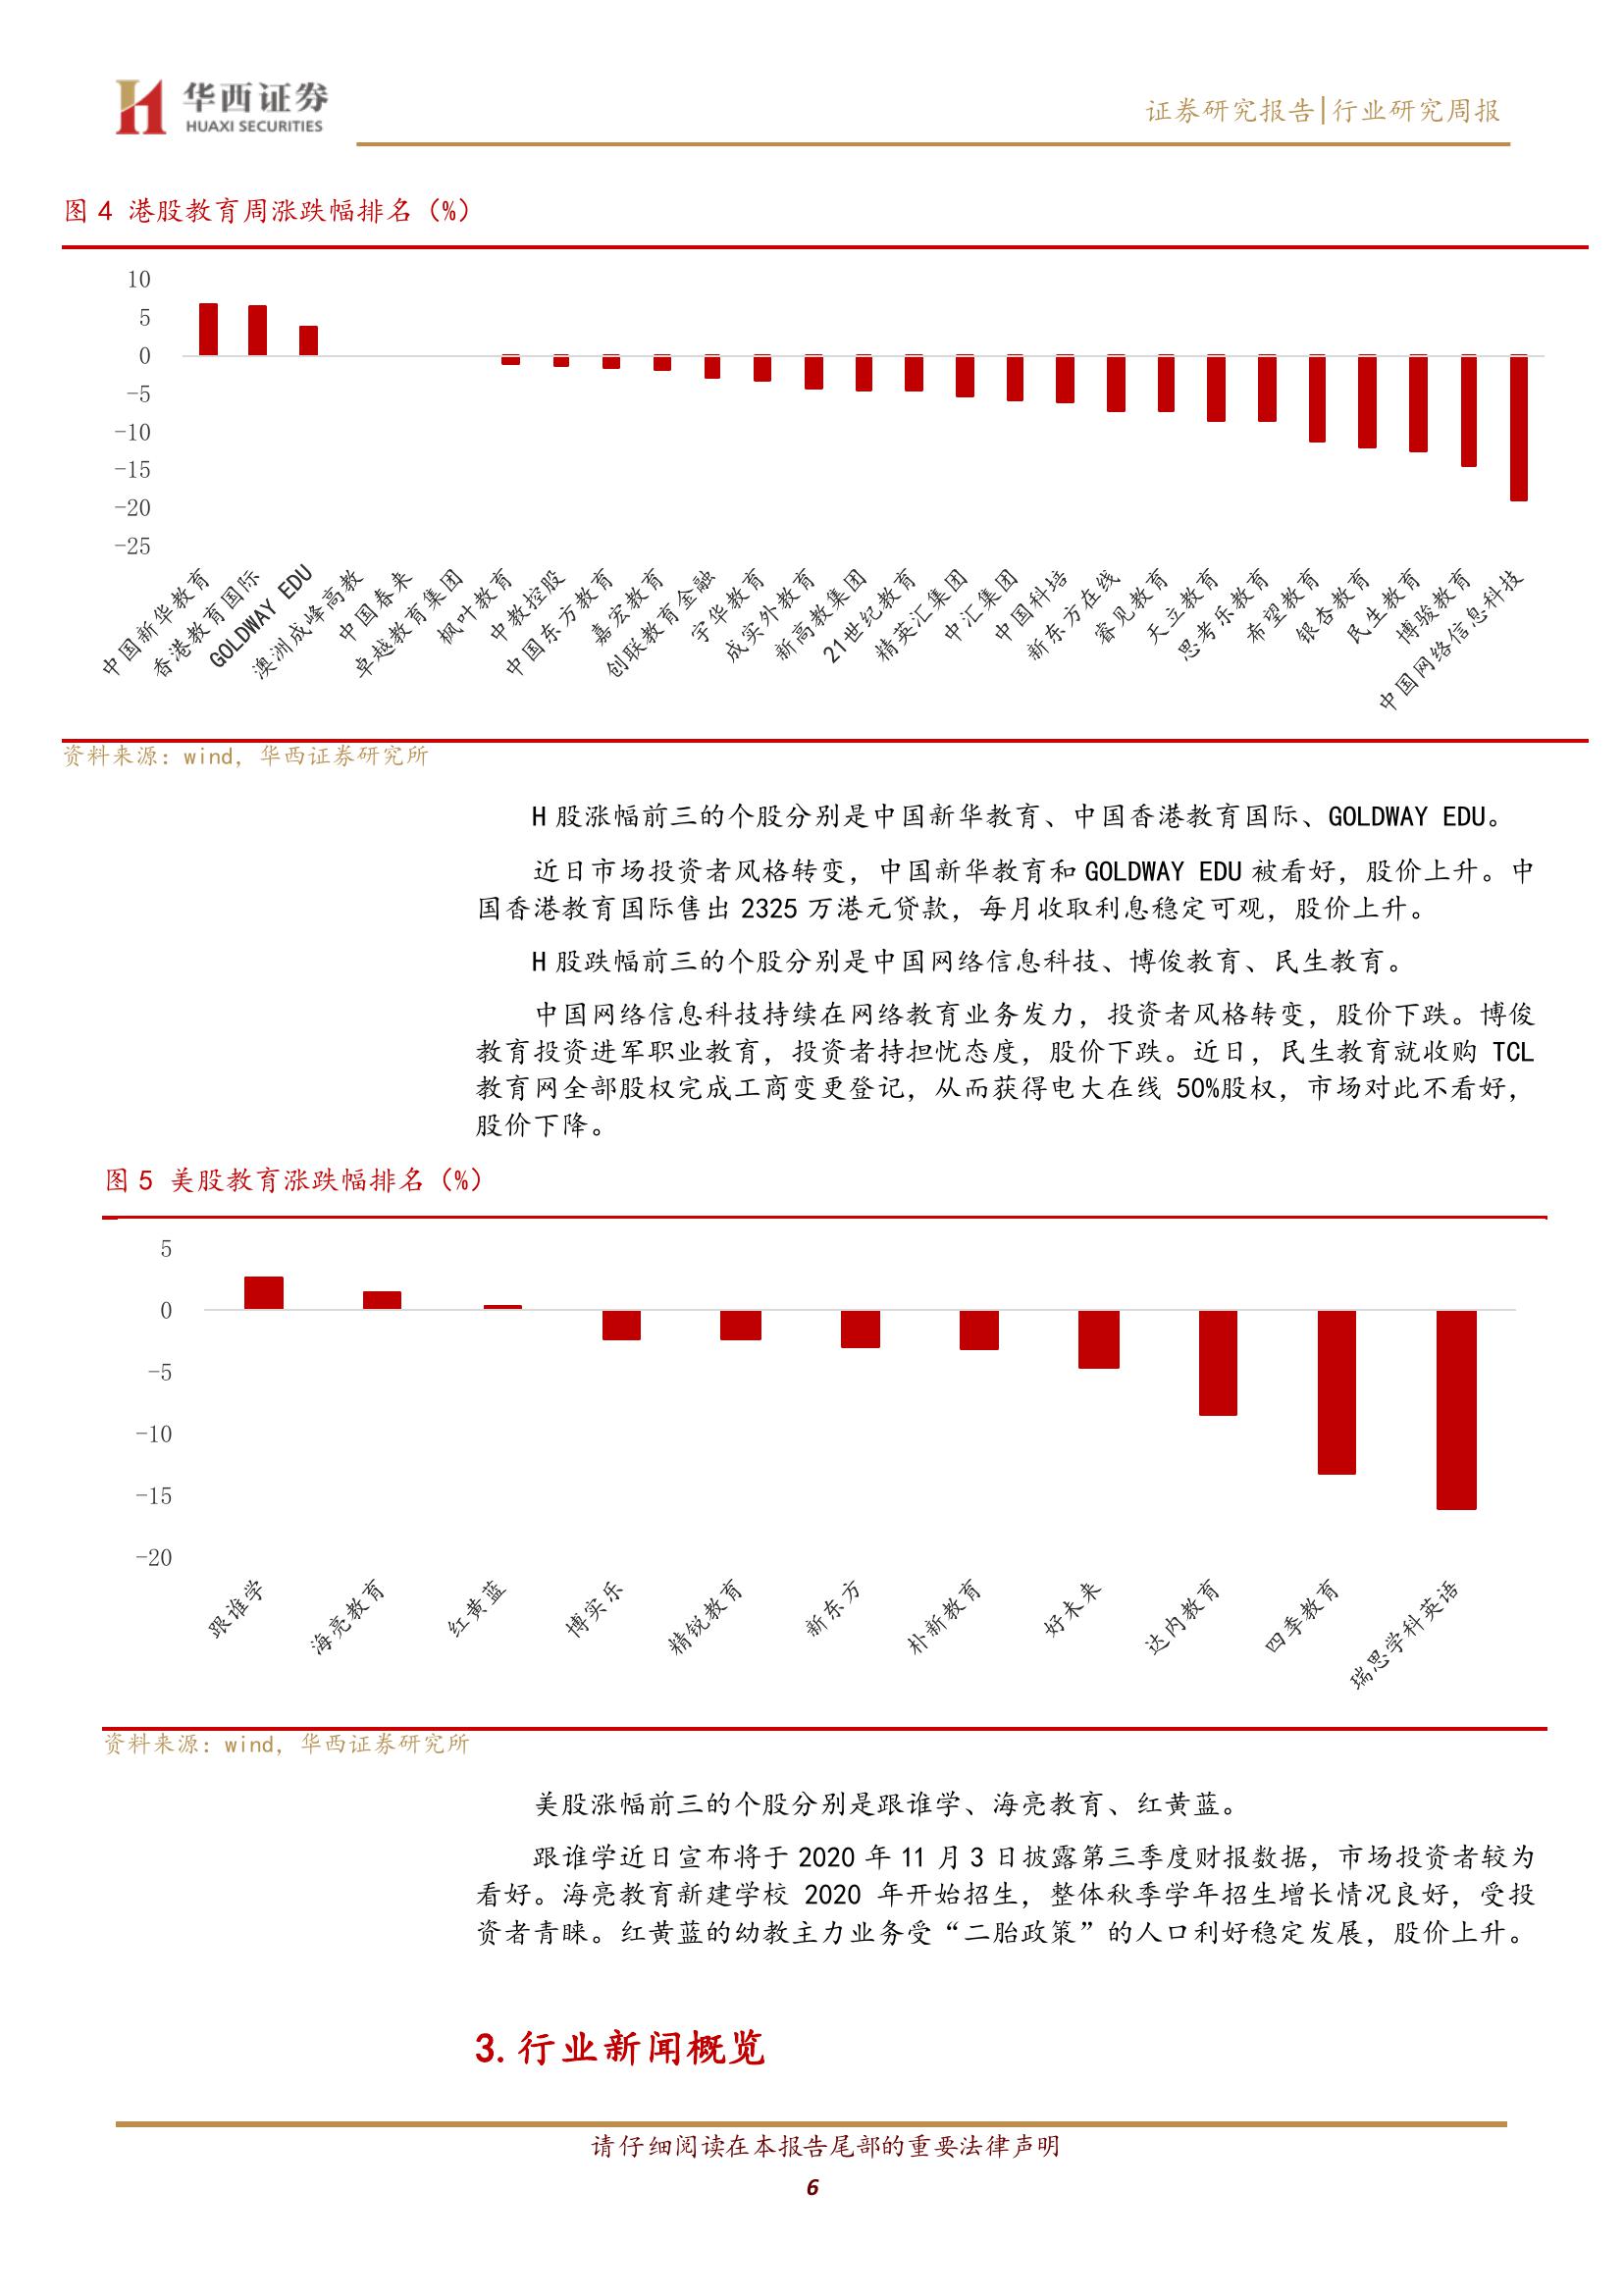 华西证券
HUAXI SECURITIES
证券研究报告|行业研究周报
图 4 港股教育周涨跌幅排名（%）
10
5
0
-5
-10
-15
-20
-25
中国新华教育
香港教育国际
GOLDWAY EDU
澳洲成峰高教
中国春来
卓越教育集团
枫叶教育
中教控股
中国东方教育
嘉宏教育
创联教育金融
宇华教育
成实外教育
新高教集团
21世纪教育
精英汇集团
中汇集团
中国科培
新东方在线
睿见教育
天立教育
思考乐教育
希望教育
银杏教育
民生教育
博骏教育
中国网络信息科技
资料来源：wind，华西证券研究所
H 股涨幅前三的个股分别是中国新华教育、中国香港教育国际、GOLDWAY EDU。
近日市场投资者风格转变，中国新华教育和 GOLDWAY EDU 被看好，股价上升。中
国香港教育国际售出 2325 万港元贷款，每月收取利息稳定可观，股价上升。
H 股跌幅前三的个股分别是中国网络信息科技、博俊教育、民生教育。
中国网络信息科技持续在网络教育业务发力，投资者风格转变，股价下跌。博俊
教育投资进军职业教育，投资者持担忧态度，股价下跌。近日，民生教育就收购 TCL
教育网全部股权完成工商变更登记，从而获得电大在线 50%股权，市场对此不看好，
股价下降。
图 5 美股教育涨跌幅排名（%）
5
0
-5
-10
-15
-20
跟谁学
海亮教育
红黄蓝
博实乐
精锐教育
新东方
朴新教育
好未来
达内教育
四季教育
瑞思学科英语
资料来源：wind，华西证券研究所
美股涨幅前三的个股分别是跟谁学、海亮教育、红黄蓝。
跟谁学近日宣布将于 2020 年 11 月 3 日披露第三季度财报数据，市场投资者较为
看好。海亮教育新建学校 2020 年开始招生，整体秋季学年招生增长情况良好，受投
资者青睐。红黄蓝的幼教主力业务受“二胎政策”的人口利好稳定发展，股价上升。
3.行业新闻概览
请仔细阅读在本报告尾部的重要法律声明
6